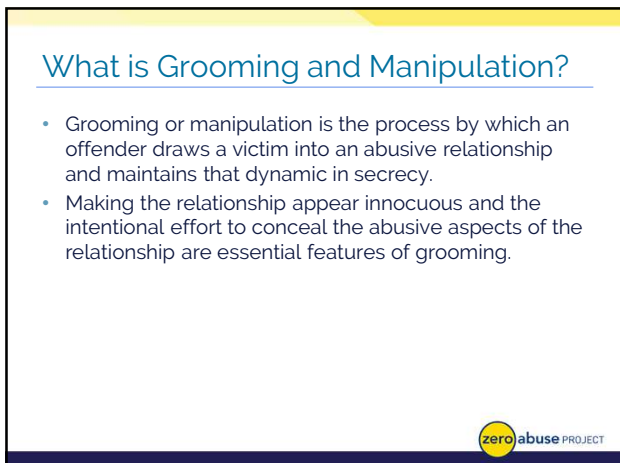 What is Grooming and Manipulation?
• Grooming or manipulation is the process by which an
offender draws a victim into an abusive relationship
and maintains that dynamic in secrecy.
• Making the relationship appear innocuous and the
intentional effort to conceal the abusive aspects of the
relationship are essential features of grooming.
zero abuse PROJECT